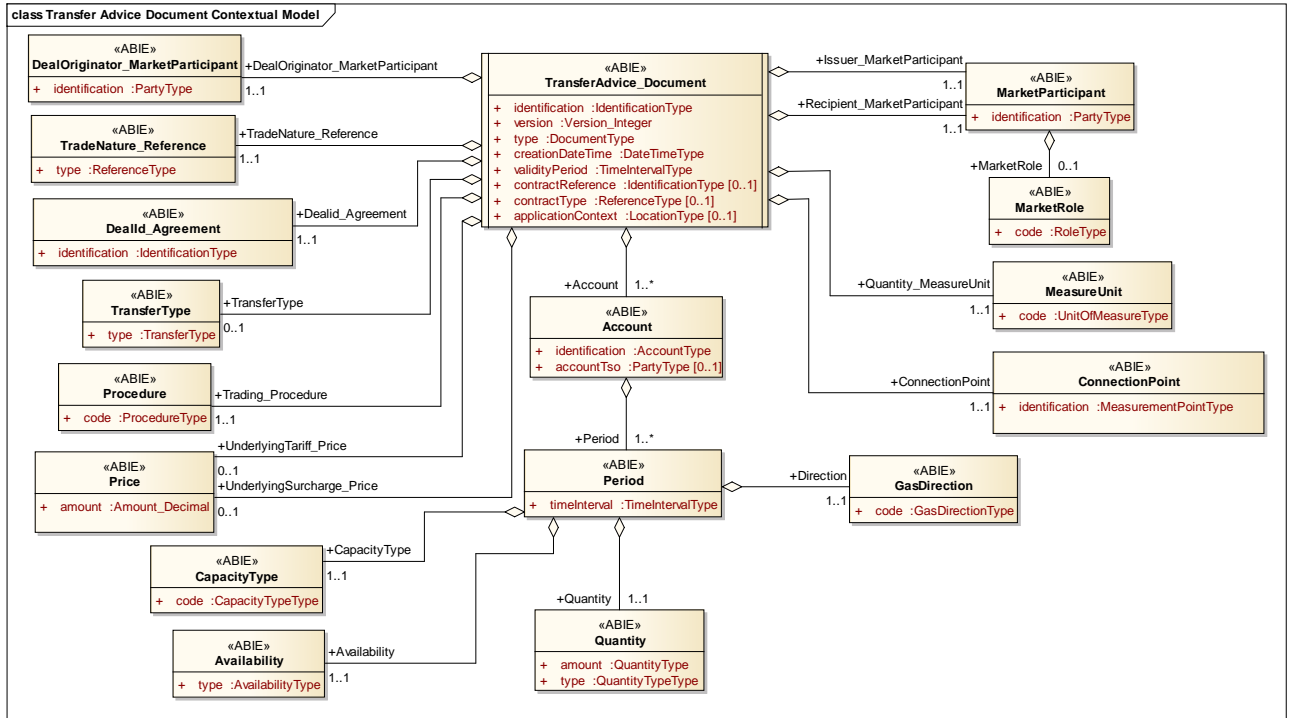 class Transfer Advice Document Contextual Model
«ABIE»
DealOriginator_MarketParticipant
+ identification :PartyType
+DealOriginator_MarketParticipant
1..1
«ABIE»
TradeNature_Reference
+ type :ReferenceType
+TradeNature_Reference
1..1
«ABIE»
DealId_Agreement
+ identification :IdentificationType
+Dealid_Agreement
1..1
«ABIE»
TransferType
+ type :TransferType
+TransferType
0..1
«ABIE»
Procedure
+ code :ProcedureType
+Trading_Procedure
1..1
«ABIE»
Price
+ amount :Amount_Decimal
+UnderlyingTariff_Price
0..1
+UnderlyingSurcharge_Price
0..1
«ABIE»
TransferAdvice_Document
+ identification :IdentificationType
+ version :Version_Integer
+ type :DocumentType
+ creationDateTime :DateTimeType
+ validityPeriod :TimeIntervalType
+ contractReference :IdentificationType [0..1]
+ contractType :ReferenceType [0..1]
+ applicationContext :LocationType [0..1]
+Issuer_MarketParticipant
1..1
+Recipient_MarketParticipant
1..1
«ABIE»
MarketParticipant
+ identification :PartyType
+MarketRole 0..1
«ABIE»
MarketRole
+ code :RoleType
+Quantity_MeasureUnit
1..1
«ABIE»
MeasureUnit
+ code :UnitOfMeasureType
+ConnectionPoint
1..1
«ABIE»
ConnectionPoint
+ identification :MeasurementPointType
+Account 1..*
«ABIE»
Account
+ identification :AccountType
+ accountTso :PartyType [0..1]
+Period 1..*
«ABIE»
Period
+ timeInterval :TimeIntervalType
+Direction
1..1
«ABIE»
GasDirection
+ code :GasDirectionType
+CapacityType
1..1
«ABIE»
CapacityType
+ code :CapacityTypeType
+Availability
1..1
«ABIE»
Availability
+ type :AvailabilityType
+Quantity 1..1
«ABIE»
Quantity
+ amount :QuantityType
+ type :QuantityTypeType